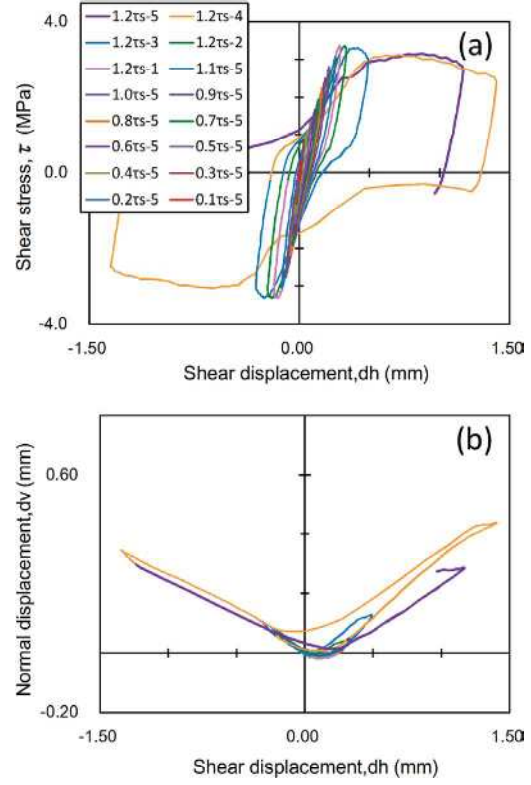 4.0
(a)
1.2τs-5 1.2τs-4
1.2τs-3 1.2τs-2
1.2τs-1 1.1τs-5
1.0τs-5 0.9τs-5
0.8τs-5 0.7τs-5
0.6τs-5 0.5τs-5
0.4τs-5 0.3τs-5
0.2τs-5 0.1τs-5
Shear stress, τ (MPa)
0.0
-4.0
-1.50 0.00 1.50
Shear displacement,dh (mm)
(b)
0.60
Normal displacement,dv (mm)
-0.20
-1.50 0.00 1.50
Shear displacement,dh (mm)